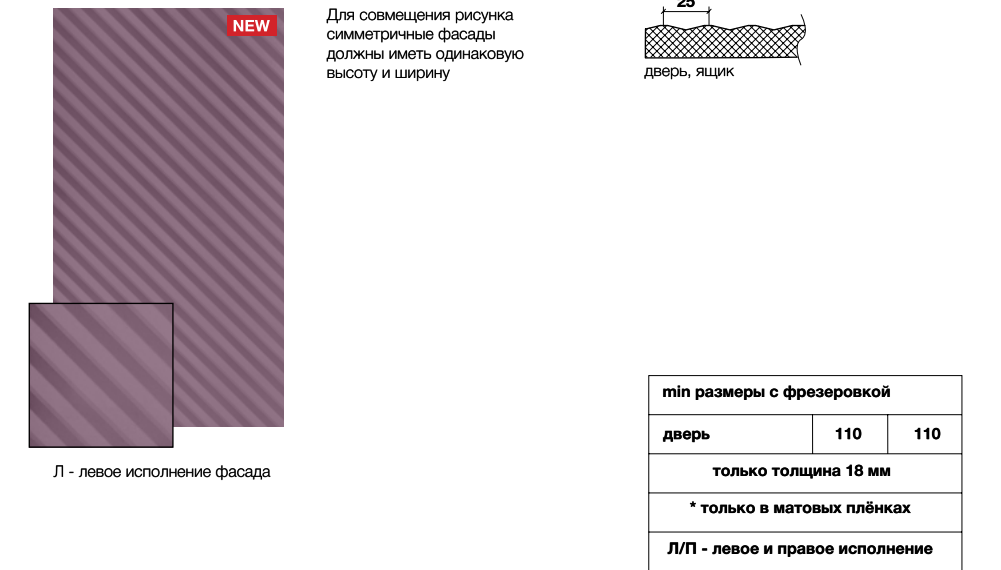 NEW
Для совмещения рисунка
симметричные фасады
должны иметь одинаковую
высоту и ширину
25
дверь, ящик
Л - левое исполнение фасада
min размеры с фрезеровкой
дверь 110 110
только толщина 18 мм
* только в матовых плёнках
Л/П - левое и правое исполнение